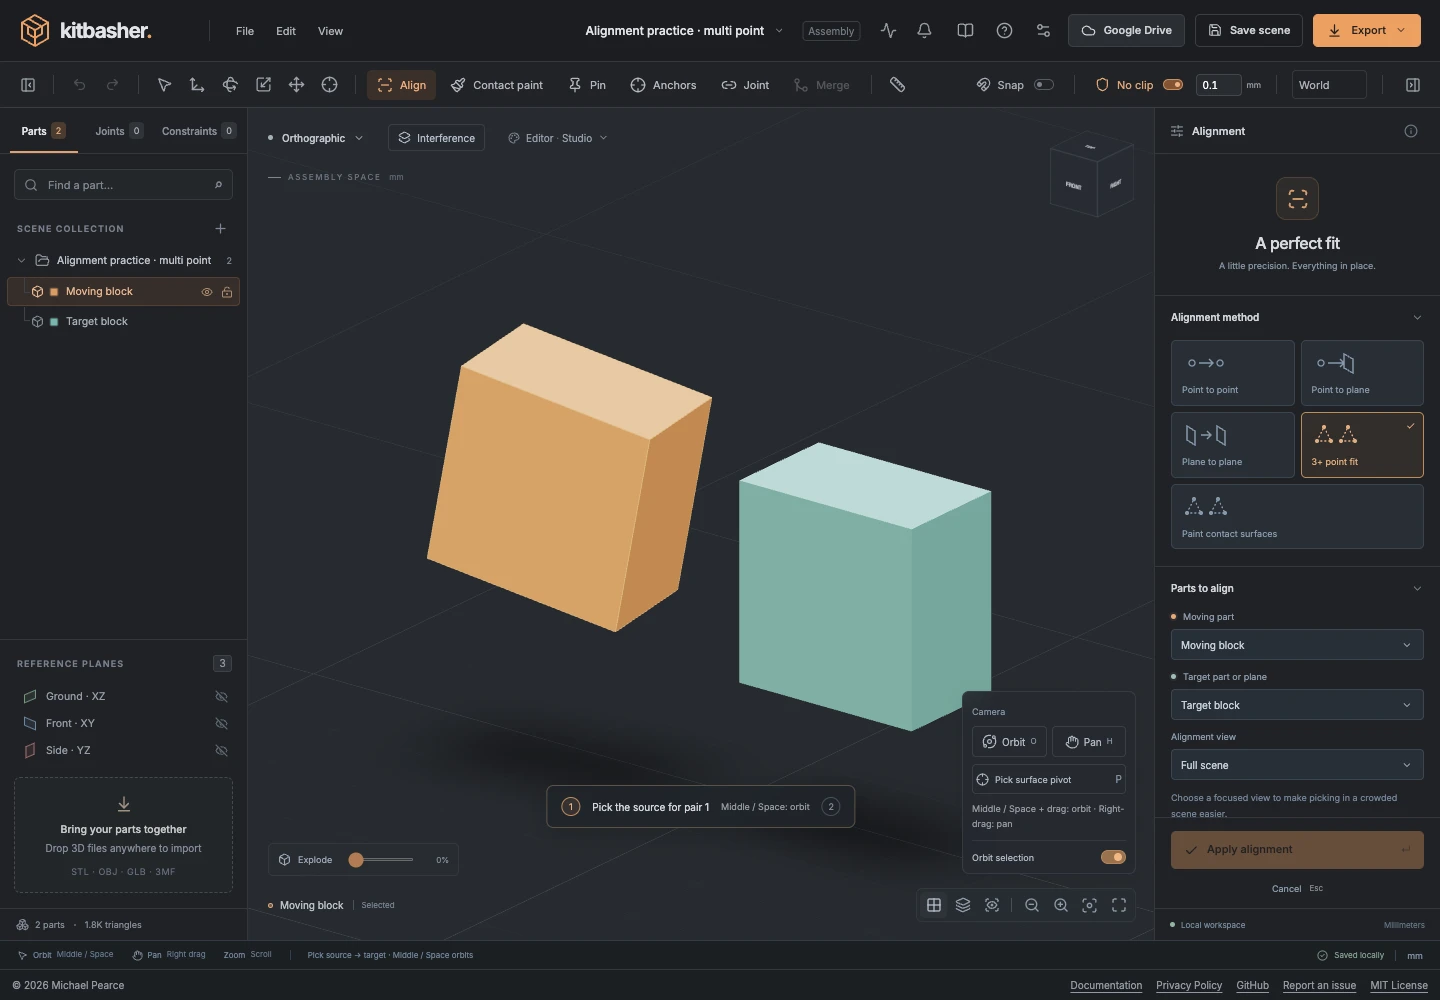 kitbasher.
File Edit View
Alignment practice · multi point
Assembly
Google Drive
Save scene
Export
Align
Contact paint
Pin
Anchors
Joint
Merge
Snap
No clip
0.1 mm
World
Parts 2
Joints 0
Constraints 0
Find a part...
SCENE COLLECTION
Alignment practice · multi point 2
Moving block
Target block
REFERENCE PLANES 3
Ground · XZ
Front · XY
Side · YZ
Bring your parts together
Drop 3D files anywhere to import
STL · OBJ · GLB · 3MF
2 parts · 1.8K triangles
Orthographic
Interference
Editor · Studio
ASSEMBLY SPACE mm
FRONT
RIGHT
1 Pick the source for pair 1 Middle / Space: orbit 2
Explode 0%
Moving block Selected
Camera
Orbit O
Pan H
Pick surface pivot P
Middle / Space + drag: orbit · Right-
drag: pan
Orbit selection
Alignment
A perfect fit
A little precision. Everything in place.
Alignment method
Point to point
Point to plane
Plane to plane
3+ point fit
Paint contact surfaces
Parts to align
Moving part
Moving block
Target part or plane
Target block
Alignment view
Full scene
Choose a focused view to make picking in a crowded
scene easier.
Apply alignment
Cancel Esc
Local workspace
Millimeters
Orbit Middle / Space
Pan Right drag
Zoom Scroll
Pick source → target · Middle / Space orbits
Saved locally
mm
© 2026 Michael Pearce
Documentation
Privacy Policy
GitHub
Report an issue
MIT License